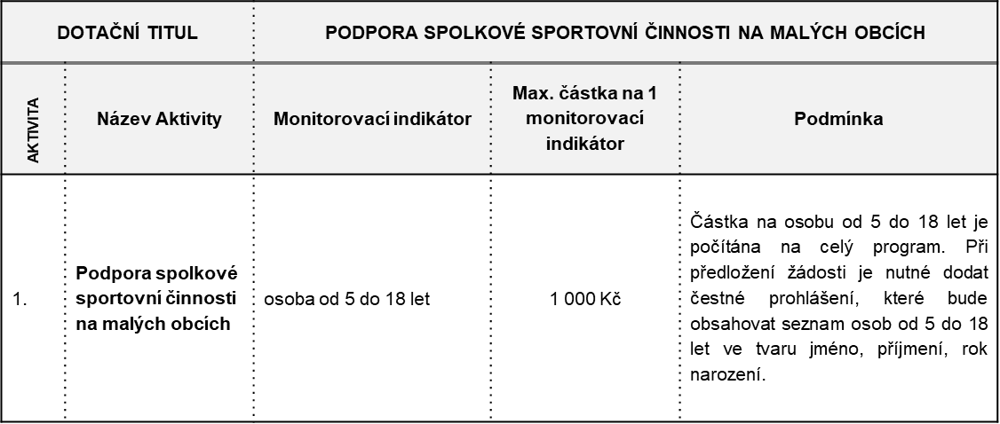 DOTAČNÍ TITUL
PODPORA SPOLKOVÉ SPORTOVNÍ ČINNOSTI NA MALÝCH OBCÍCH
AKTIVITA
Název Aktivity
Monitorovací indikátor
Max. částka na 1
monitorovací
indikátor
Podmínka
1.
Podpora spolkové
sportovní činnosti
na malých obcích
osoba od 5 do 18 let
1 000 Kč
Částka na osobu od 5 do 18 let je
počítána na celý program. Při
předložení žádosti je nutné dodat
čestné prohlášení, které bude
obsahovat seznam osob od 5 do 18
let ve tvaru jméno, příjmení, rok
narození.